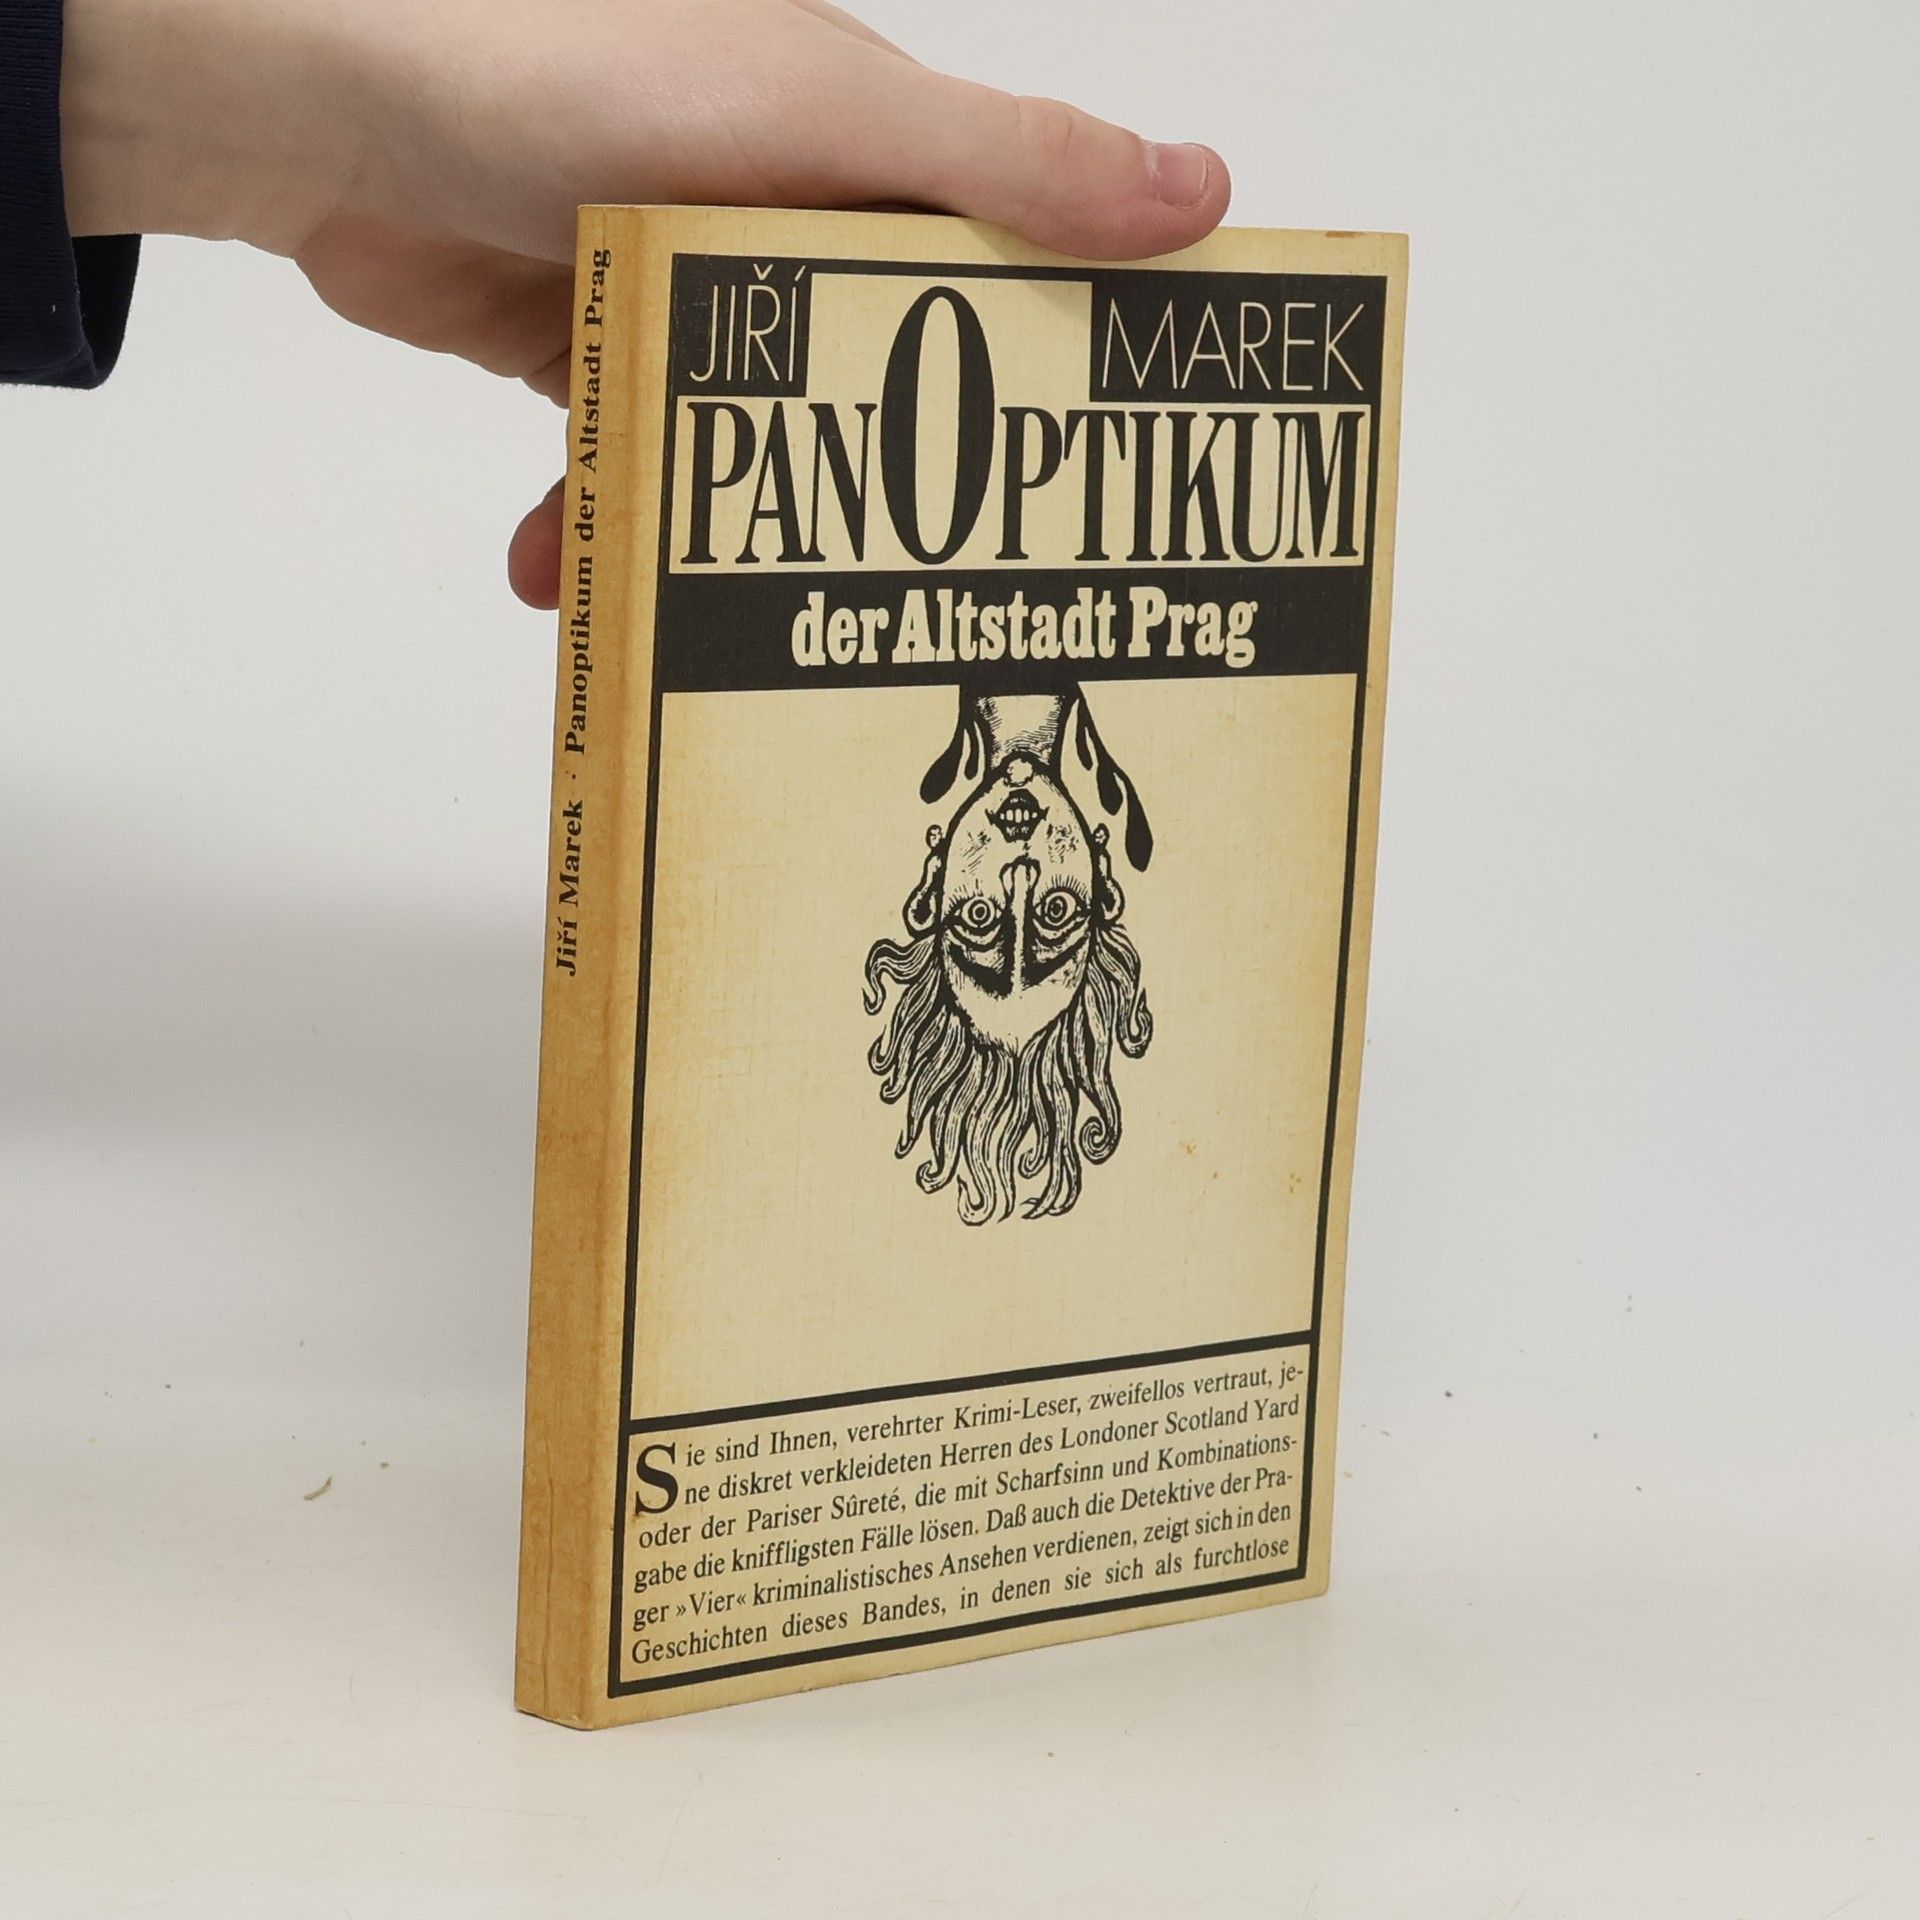 Jiří Marek · Panoptikum der Altstadt Prag
JIŘÍ MAREK
PANOPTIKUM
der Altstadt Prag
Sie sind Ihnen, verehrter Krimi-Leser, zweifellos vertraut, je-
ne diskret verkleideten Herren des Londoner Scotland Yard
oder der Pariser Sûreté, die mit Scharfsinn und Kombinations-
gabe die kniffligsten Fälle lösen. Daß auch die Detektive der Pra-
ger »Vier« kriminalistisches Ansehen verdienen, zeigt sich in den
Geschichten dieses Bandes, in denen sie sich als furchtlose